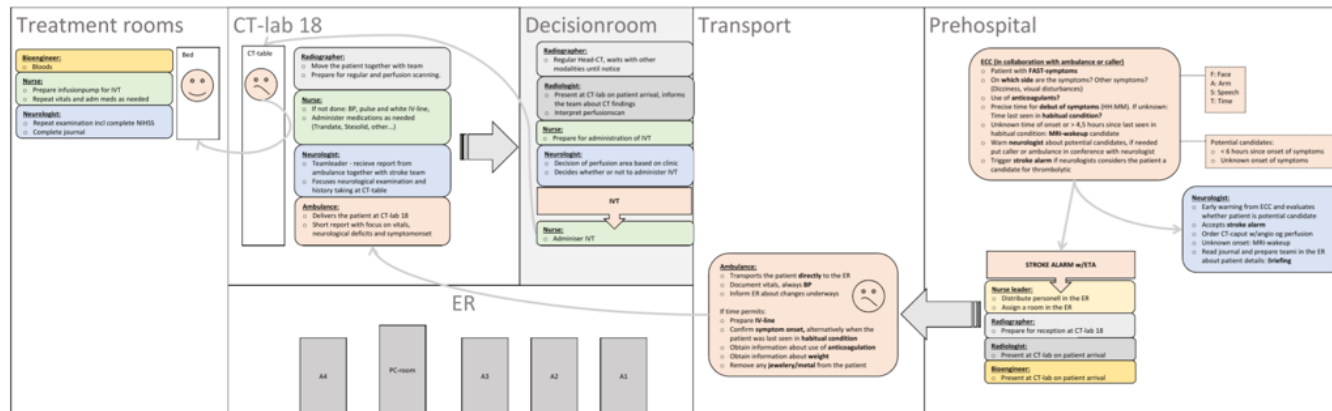 Treatment rooms
Bioengineer:
o Bloods
Nurse:
o Prepare infusionpump for IVT
o Repeat vitals and adm meds as needed
Neurologist:
o Repeat examination incl complete NIHSS
o Complete journal
Bed
CT-lab 18
CT-table
Radiographer:
o Move the patient together with team
o Prepare for regular and perfusion scanning.
Nurse:
o If not done: BP, pulse and white IV-line,
o Administer medications as needed
(Trandate, Stesolid, other...)
Neurologist:
o Teamleader - recieve report from
ambulance together with stroke team
o Focuses neurological examination and
history taking at CT-table
Ambulance:
o Delivers the patient at CT-lab 18
o Short report with focus on vitals,
neurological deficits and symptomonset
Decisionroom
Radiographer:
o Regular Head-CT, waits with other
modalities until notice
Radiologist:
o Present at CT-lab on patient arrival, informs
the team about CT findings
o Interpret perfusionscan
Nurse:
o Prepare for administration of IVT
Neurologist:
o Decision of perfusion area based on clinic
o Decides whether or not to administer IVT
IVT
Nurse:
o Adminiser IVT
ER
A4
PC-room
A3
A2
A1
Transport
Ambulance:
o Transports the patient directly to the ER
o Document vitals, always BP
o Inform ER about changes underways
If time permits:
o Prepare IV-line
o Confirm symptom onset, alternatively when the
patient was last seen in habitual condition
o Obtain information about use of anticoagulation
o Obtain information about weight
o Remove any jewelery/metal from the patient
Prehospital
ECC (in collaboration with ambulance or caller)
o Patient with FAST-symptoms
o On which side are the symptoms? Other symptoms?
(Dizziness, visual disturbances)
o Use of anticoagulants?
o Precise time for debut of symptoms (HH.MM). If unknown:
Time last seen in habitual condition?
o Unknown time of onset or > 4,5 hours since last seen in
habitual condition: MRI-wakeup candidate
o Warn neurologist about potential candidates, if needed
put caller or ambulance in conference with neurologist
o Trigger stroke alarm if neurologists considers the patient a
candidate for thrombolytic
F: Face
A: Arm
S: Speech
T: Time
Potential candidates:
o < 6 hours since onset of symptoms
o Unknown onset of symptoms
Neurologist:
o Early warning from ECC and evaluates
whether patient is potential candidate
o Accepts stroke alarm
o Order CT-caput w/angio og perfusion
o Unknown onset: MRI-wakeup
o Read journal and prepare team in the ER
about patient details: Briefing
STROKE ALARM w/ETA
Nurse leader:
o Distribute personell in the ER
o Assign a room in the ER
Radiographer:
o Prepare for reception at CT-lab 18
Radiologist:
o Present at CT-lab on patient arrival
Bioengineer:
o Present at CT-lab on patient arrival